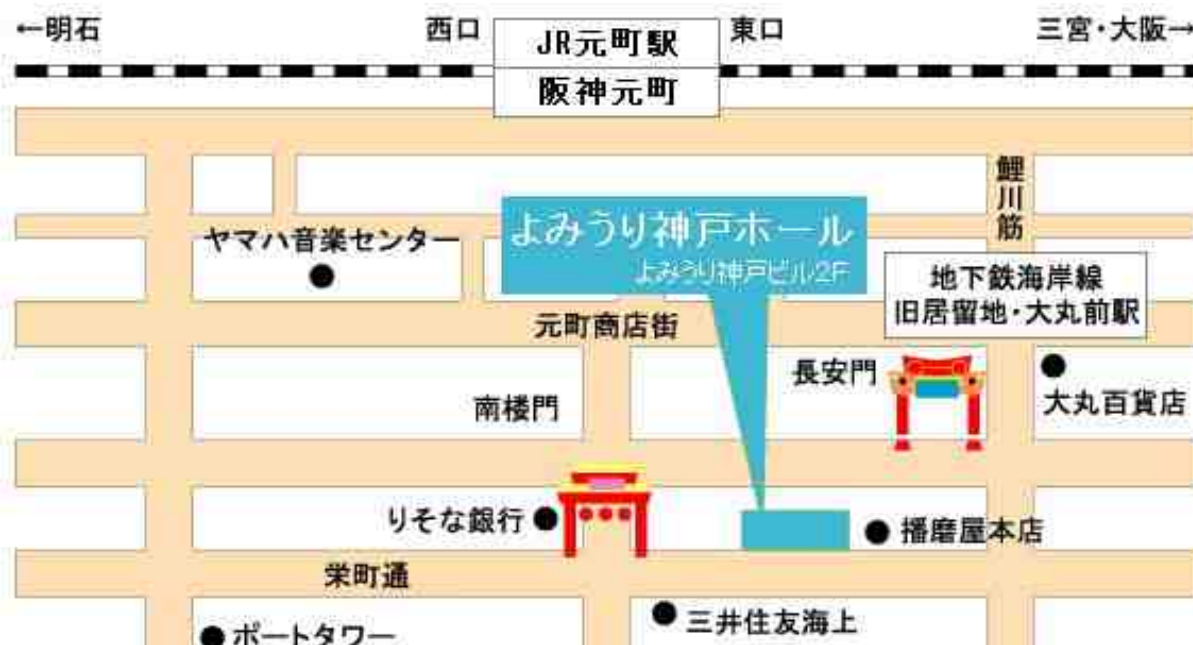 ←明石
西口
JR元町駅
東口
三宮・大阪→
阪神元町
鯉川筋
よみうり神戸ホール
よみうり神戸ビル2F
ヤマハ音楽センター
地下鉄海岸線
旧居留地・大丸前駅
元町商店街
長安門
大丸百貨店
南楼門
りそな銀行
播磨屋本店
栄町通
三井住友海上
ポートタワー